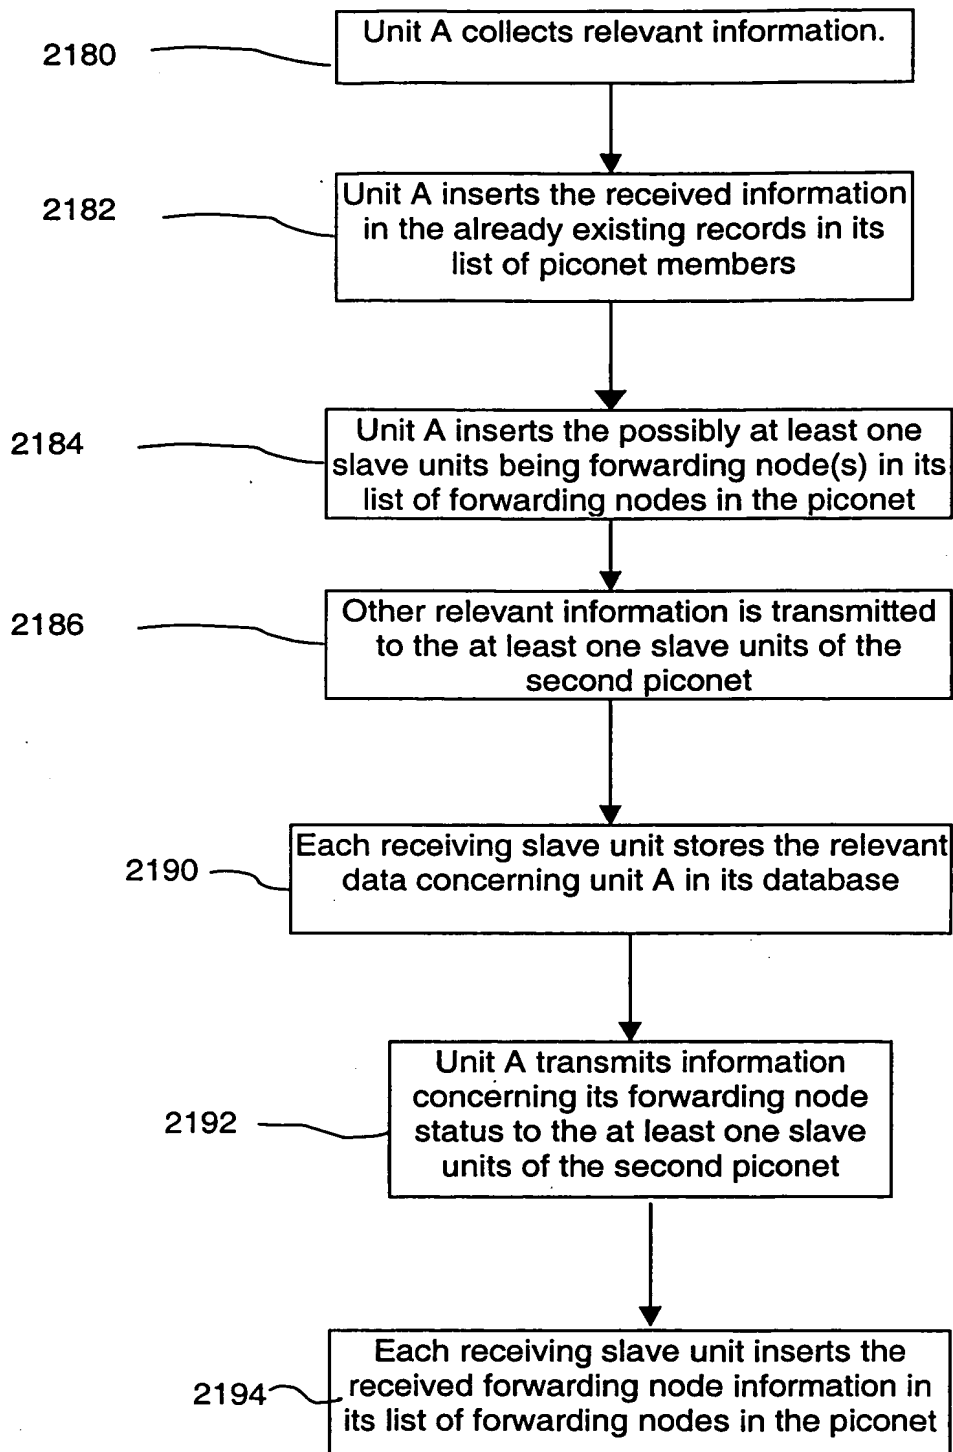 2180
Unit A collects relevant information.
2182
Unit A inserts the received information
in the already existing records in its
list of piconet members
2184
Unit A inserts the possibly at least one
slave units being forwarding node(s) in its
list of forwarding nodes in the piconet
2186
Other relevant information is transmitted
to the at least one slave units of the
second piconet
2190
Each receiving slave unit stores the relevant
data concerning unit A in its database
2192
Unit A transmits information
concerning its forwarding node
status to the at least one slave
units of the second piconet
2194
Each receiving slave unit inserts the
received forwarding node information in
its list of forwarding nodes in the piconet